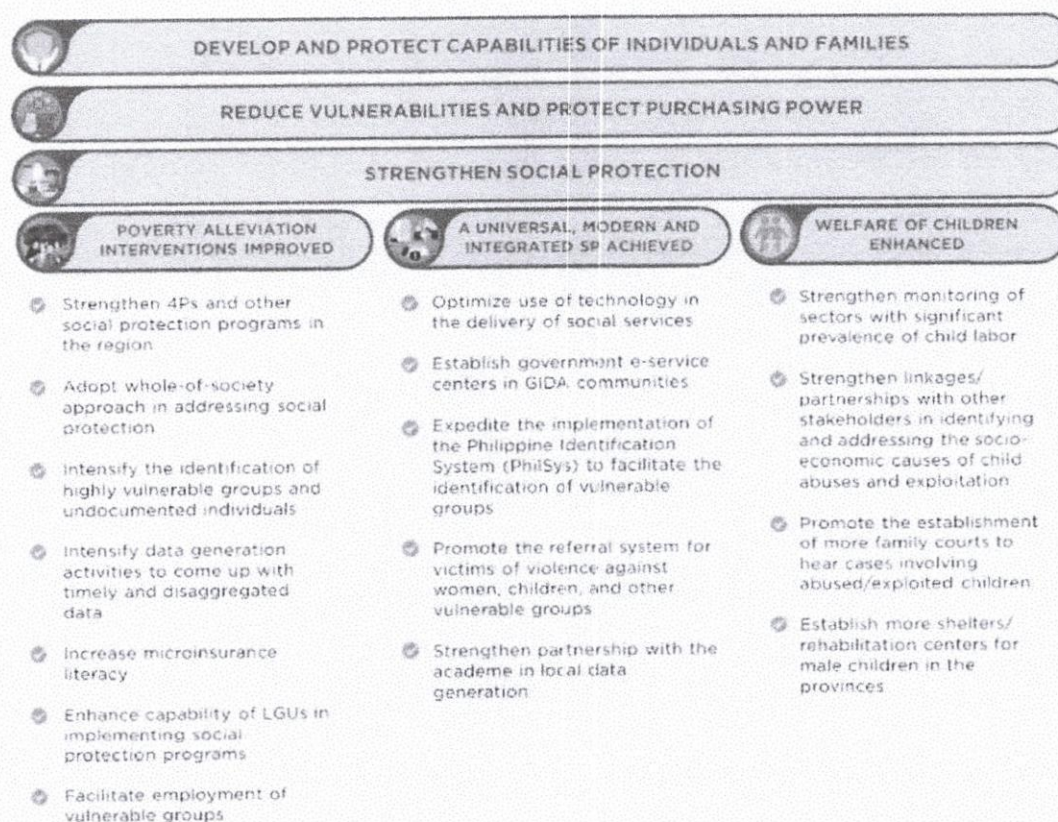 DEVELOP AND PROTECT CAPABILITIES OF INDIVIDUALS AND FAMILIES
REDUCE VULNERABILITIES AND PROTECT PURCHASING POWER
STRENGTHEN SOCIAL PROTECTION
POVERTY ALLEVIATION
INTERVENTIONS IMPROVED
Strengthen 4Ps and other
social protection programs in
the region
Adopt whole-of-society
approach in addressing social
protection
Intensify the identification of
highly vulnerable groups and
undocumented individuals
Intensify data generation
activities to come up with
timely and disaggregated
data
Increase microinsurance
literacy
Enhance capability of LGUs in
implementing social
protection programs
Facilitate employment of
vulnerable groups
A UNIVERSAL, MODERN AND
INTEGRATED SP ACHIEVED
Optimize use of technology in
the delivery of social services
Establish government e-service
centers in GIDA communities
Expedite the implementation of
the Philippine Identification
System (PhilSys) to facilitate the
identification of vulnerable
groups
Promote the referral system for
victims of violence against
women, children, and other
vulnerable groups
Strengthen partnership with the
academe in local data
generation
WELFARE OF CHILDREN
ENHANCED
Strengthen monitoring of
sectors with significant
prevalence of child labor
Strengthen linkages/
partnerships with other
stakeholders in identifying
and addressing the socio-
economic causes of child
abuses and exploitation
Promote the establishment
of more family courts to
hear cases involving
abused/exploited children
Establish more shelters/
rehabilitation centers for
male children in the
provinces